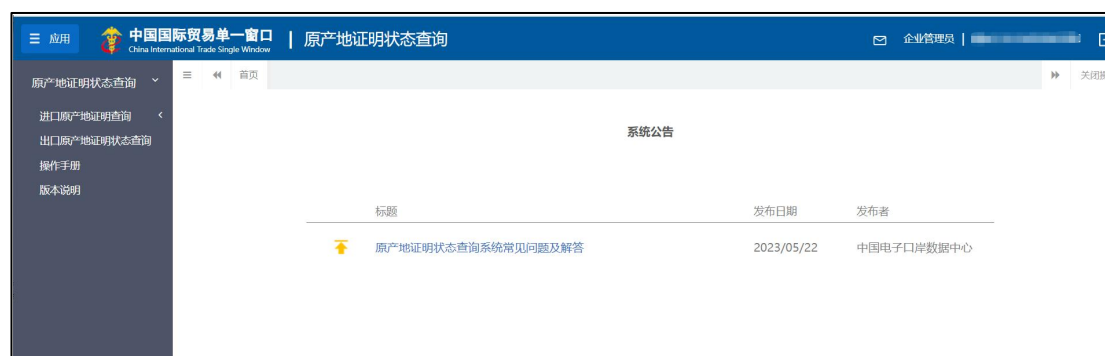 应用
中国国际贸易单一窗口 | 原产地证明状态查询
China International Trade Single Window
企业管理员 |
原产地证明状态查询
首页
关闭
进口原产地证明查询
出口原产地证明状态查询
操作手册
版本说明
系统公告
标题 发布日期 发布者
原产地证明状态查询系统常见问题及解答 2023/05/22 中国电子口岸数据中心